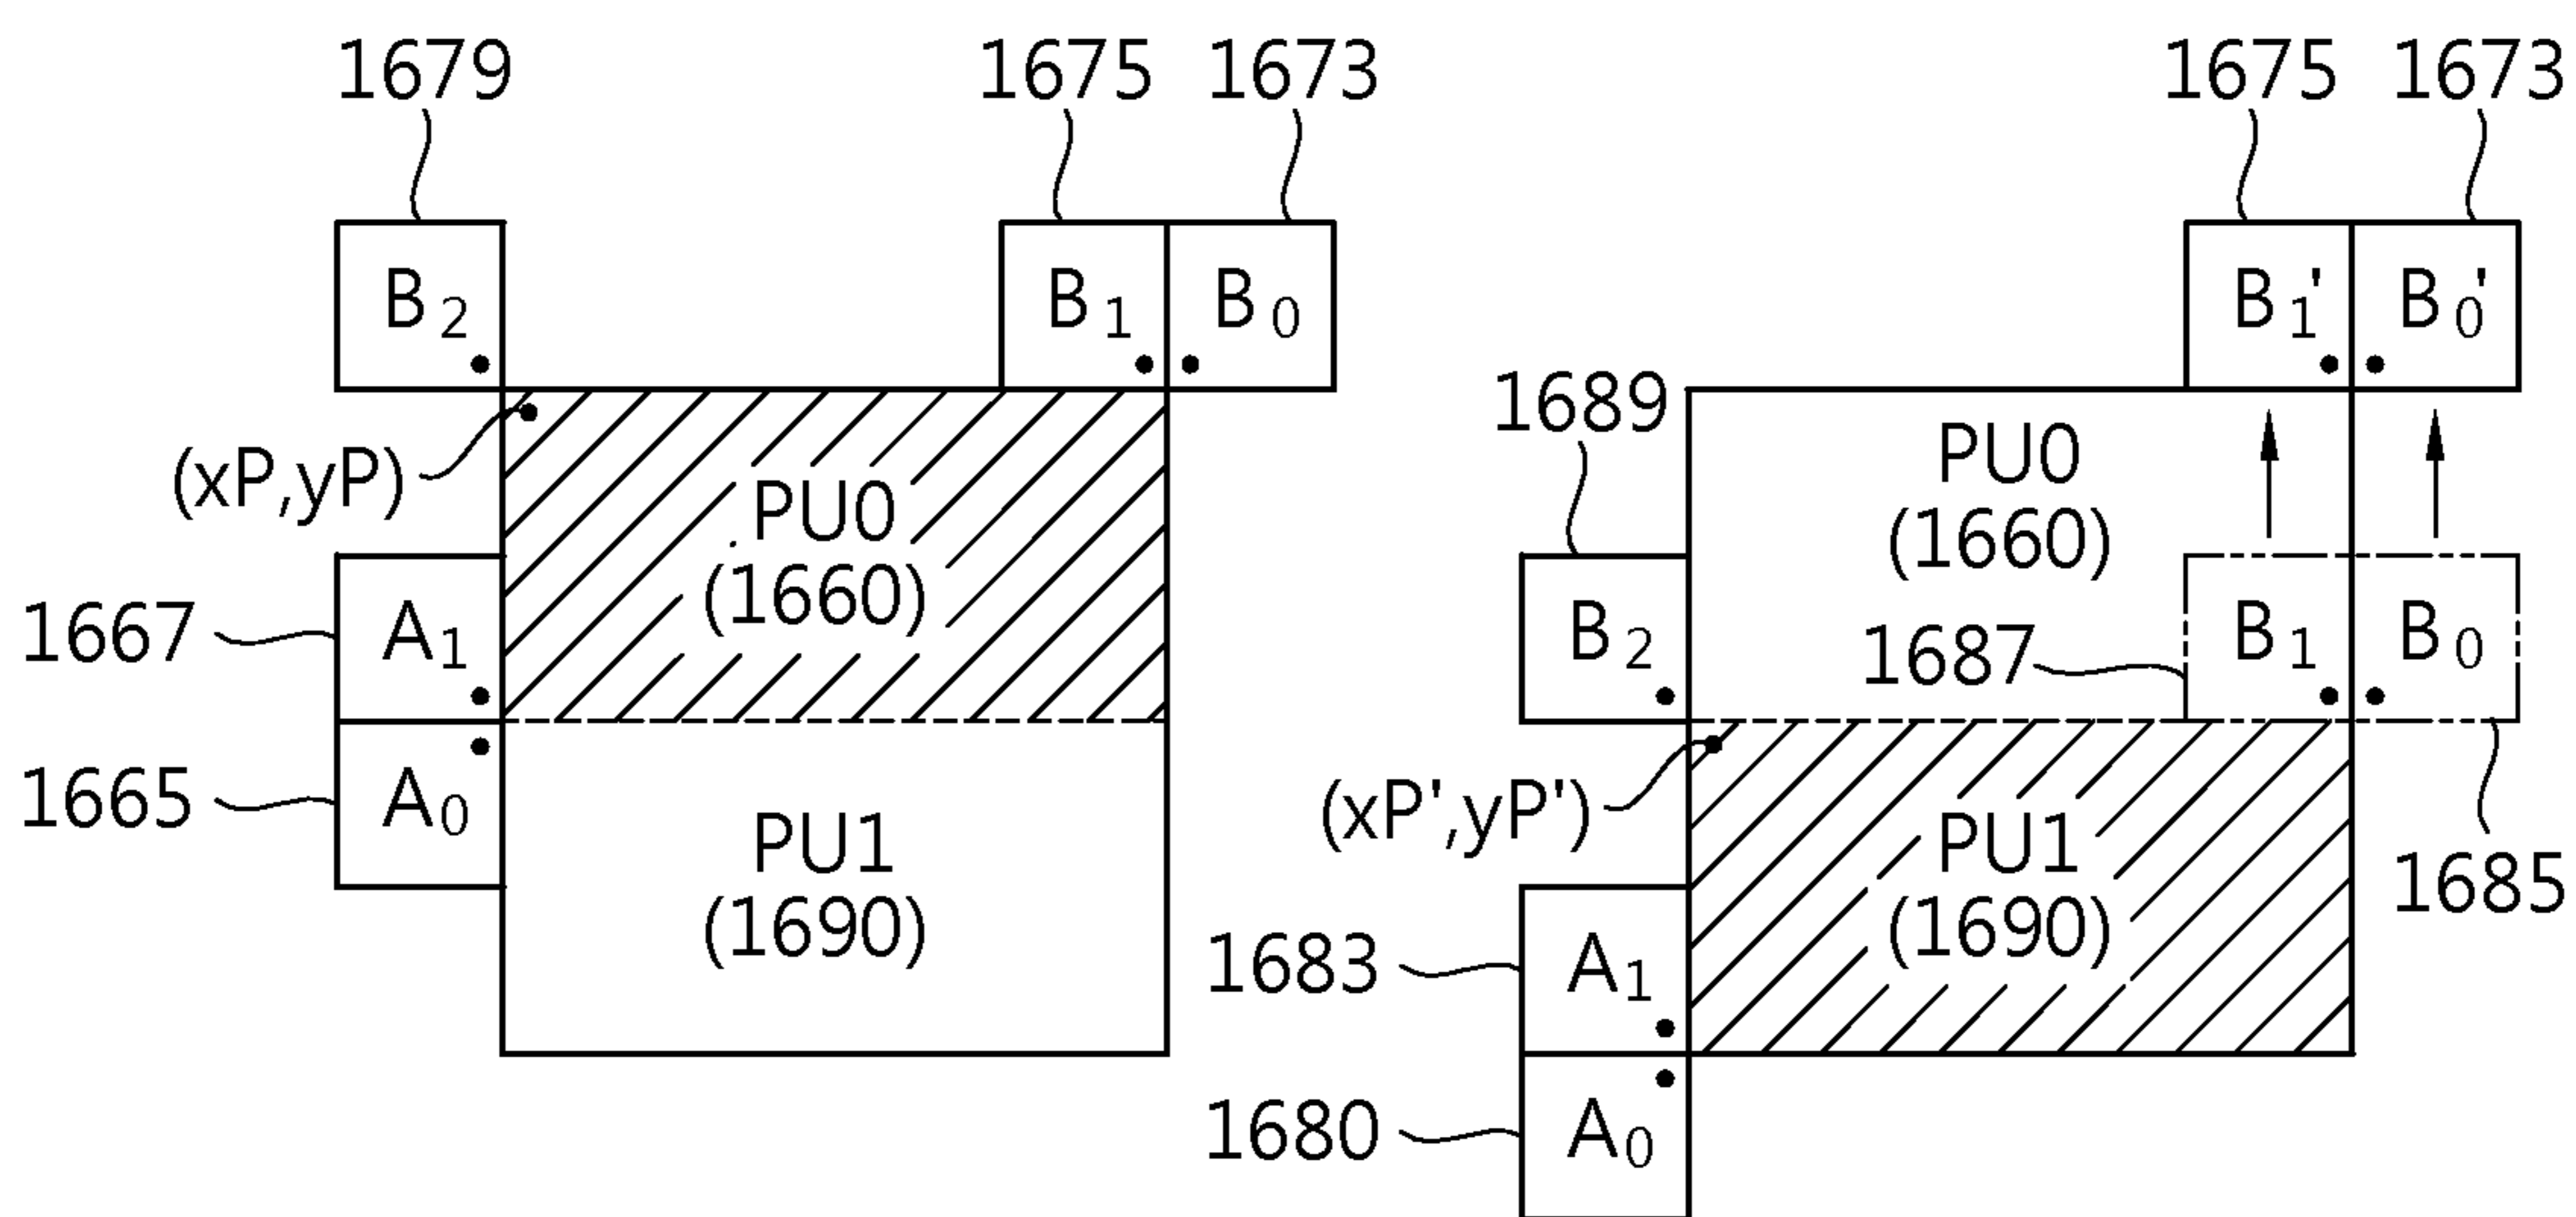 1679
1675 1673
B2
B1 B0
(xP,yP)
PU0
(1660)
1667
A1
1665
A0
PU1
(1690)
1675 1673
B1' B0'
1689
PU0
(1660)
B2
1687
B1 B0
(xP',yP')
1685
PU1
(1690)
1683
A1
1680
A0